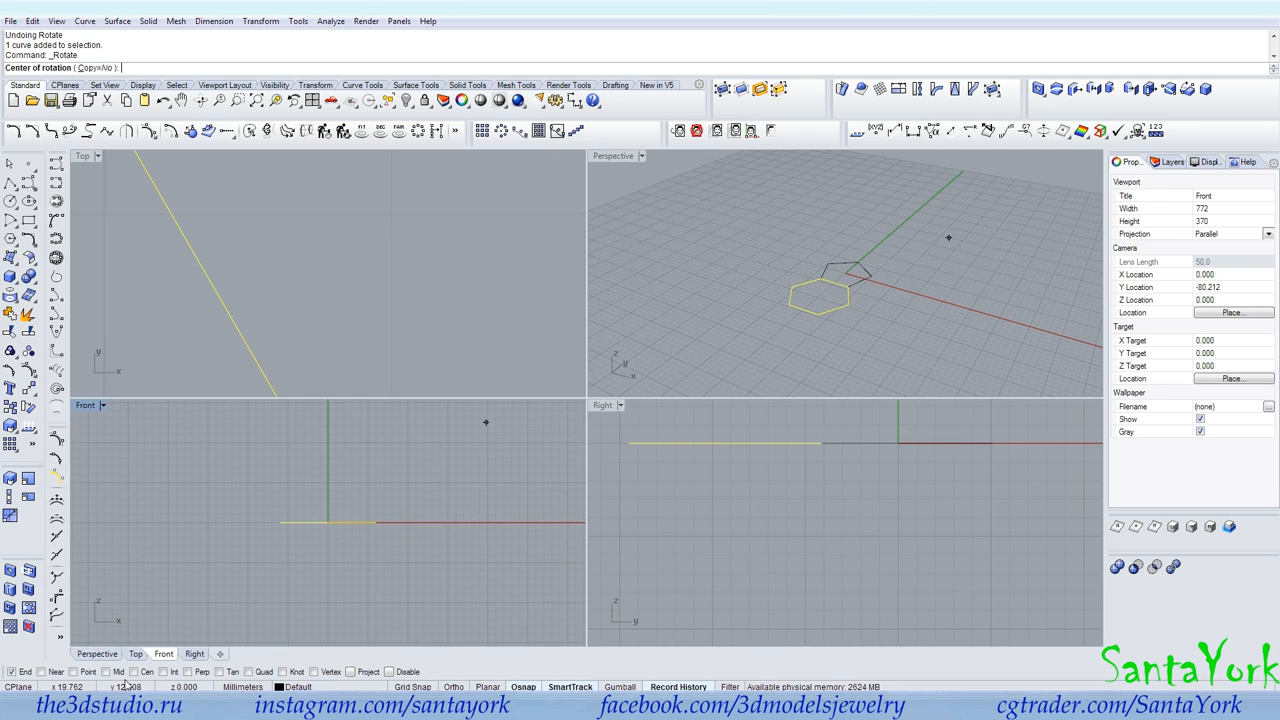 File Edit View Curve Surface Solid Mesh Dimension Transform Tools Analyze Render Panels Help
Undoing Rotate
1 curve added to selection.
Command: _Rotate
Center of rotation ( Copy=No ):
Standard CPlanes Set View Display Select Viewport Layout Visibility Transform Curve Tools Surface Tools Solid Tools Mesh Tools Render Tools Drafting New in V5
Top
Perspective
Prop... Layers Displ... Help
Viewport
Title Front
Width 772
Height 370
Projection Parallel
Camera
Lens Length 50.0
X Location 0.000
Y Location -80.212
Z Location 0.000
Location Place...
Target
X Target 0.000
Y Target 0.000
Z Target 0.000
Location Place...
Wallpaper
Filename (none) ...
Show
Gray
y
x
z
y
x
Front
Right
z
x
z
y
Perspective Top Front Right
End Near Point Mid Cen Int Perp Tan Quad Knot Vertex Project Disable
CPlane x 19.762 z 0.000 Millimeters Default Grid Snap Ortho Planar Osnap SmartTrack Gumball Record History Filter Available physical memory: 2624 MB
SantaYork
the3dstudio.ru instagram.com/santayork facebook.com/3dmodelsjewelry cgtrader.com/SantaYork